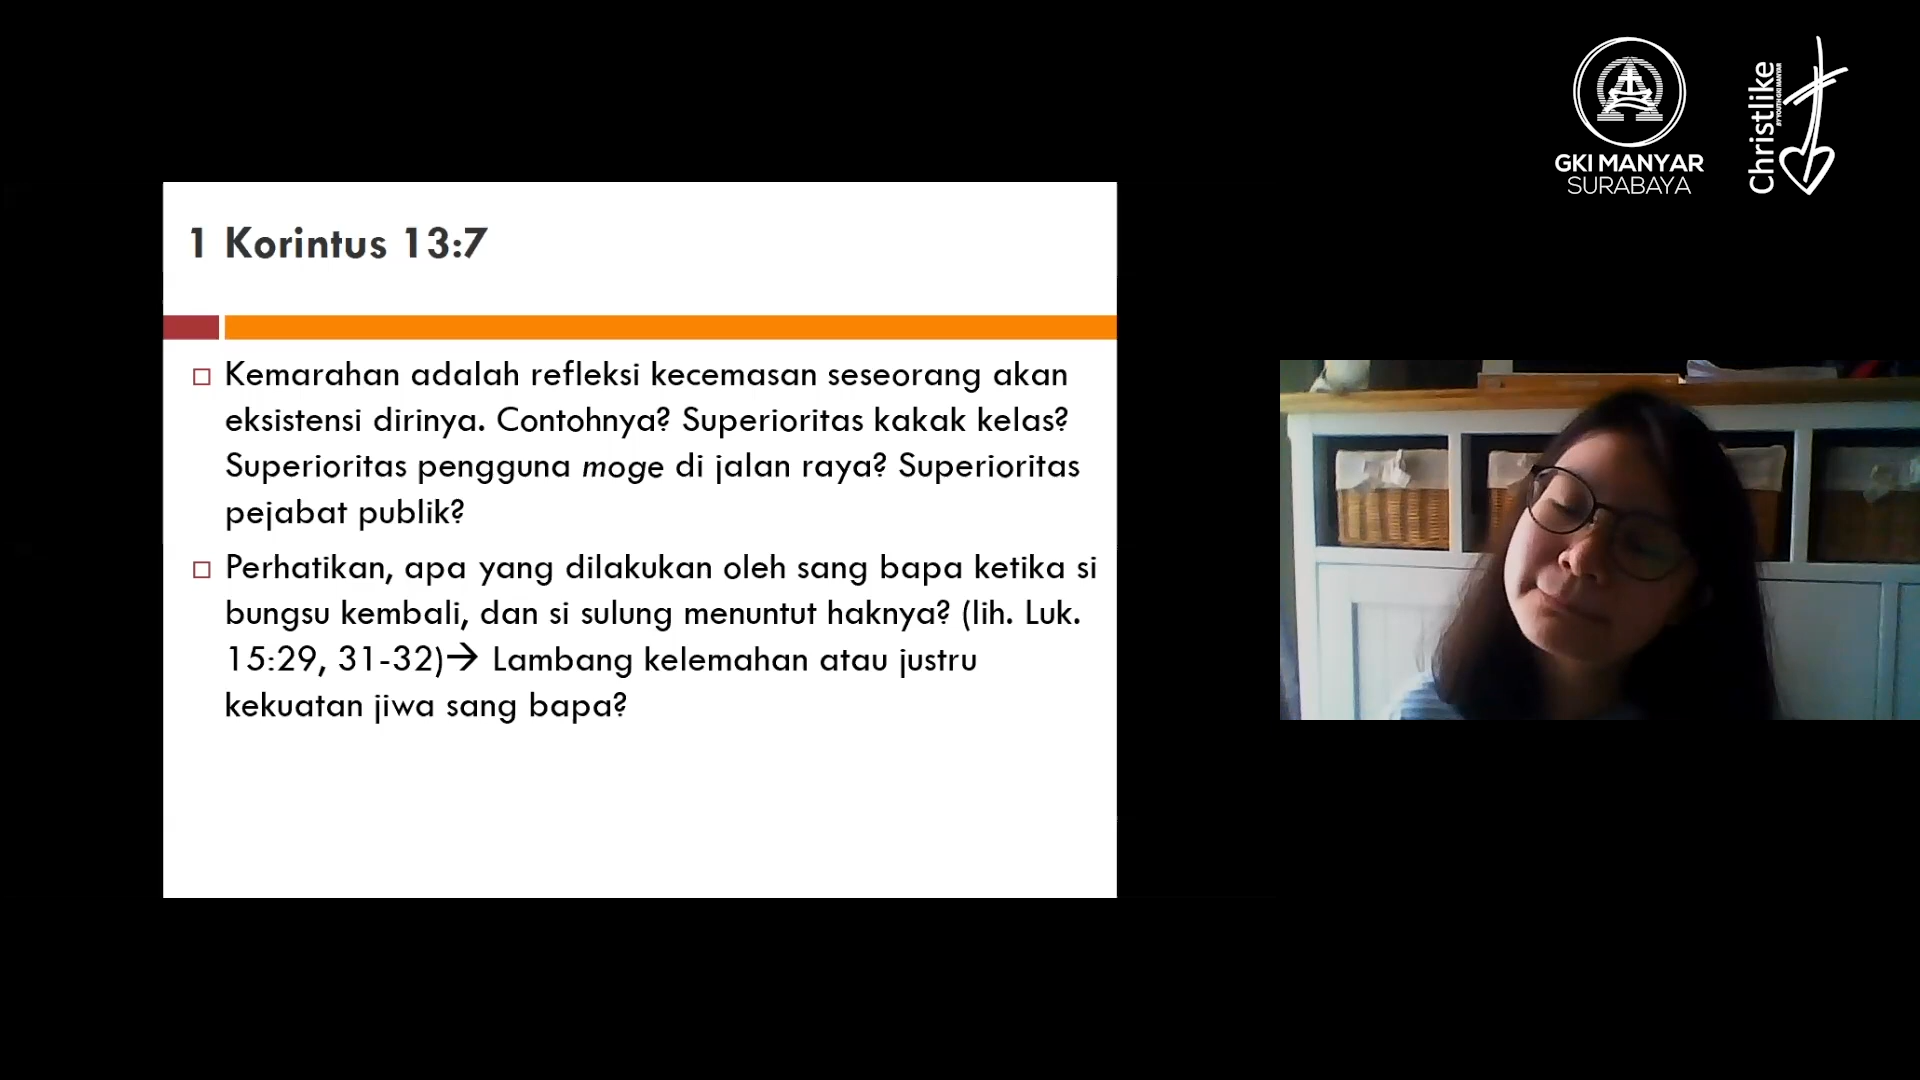 GKI MANYAR
SURABAYA
Christlike
1 Korintus 13:7
Kemarahan adalah refleksi kecemasan seseorang akan
eksistensi dirinya. Contohnya? Superioritas kakak kelas?
Superioritas pengguna moge di jalan raya? Superioritas
pejabat publik?
Perhatikan, apa yang dilakukan oleh sang bapa ketika si
bungsu kembali, dan si sulung menuntut haknya? (lih. Luk.
15:29, 31-32)→ Lambang kelemahan atau justru
kekuatan jiwa sang bapa?